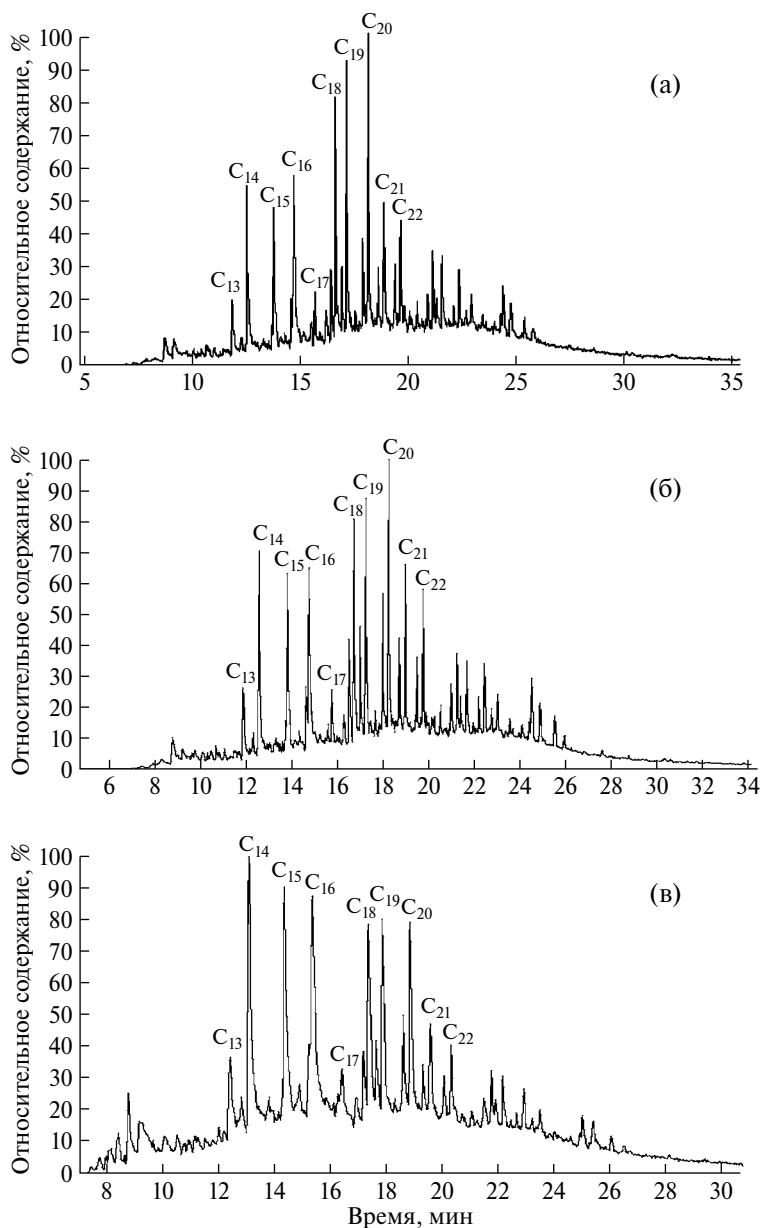 (а)
Относительное содержание, %
100
90
80
70
60
50
40
30
20
10
0
C13
C14
C15
C16
C17
C18
C19
C20
C21
C22
5 10 15 20 25 30 35
(б)
Относительное содержание, %
100
90
80
70
60
50
40
30
20
10
0
C13
C14
C15
C16
C17
C18
C19
C20
C21
C22
6 8 10 12 14 16 18 20 22 24 26 28 30 32 34
(в)
Относительное содержание, %
100
90
80
70
60
50
40
30
20
10
0
C13
C14
C15
C16
C17
C18
C19
C20
C21
C22
8 10 12 14 16 18 20 22 24 26 28 30
Время, мин